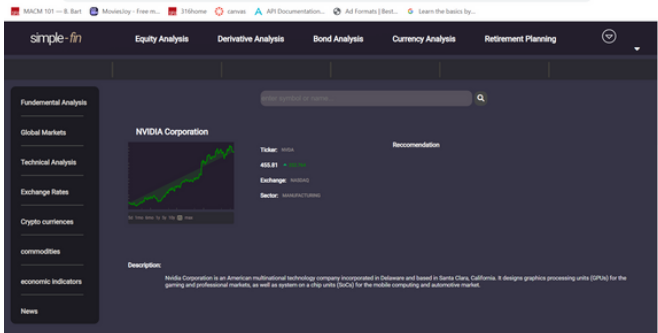 MACM 101 — B. Bart MoviesJoy - Free m... 316home canvas API Documentation... Ad Formats | Best... Learn the basics by...
simple-fin Equity Analysis Derivative Analysis Bond Analysis Currency Analysis Retirement Planning
enter symbol or name...
Fundemental Analysis
Global Markets
Technical Analysis
Exchange Rates
Crypto curriences
commodities
economic indicators
News
NVIDIA Corporation
Ticker: NVDA
455.81
Exchange: NASDAQ
Sector: MANUFACTURING
Reccomendation
max
Description:
Nvidia Corporation is an American multinational technology company incorporated in Delaware and based in Santa Clara, California. It designs graphics processing units (GPUs) for the
gaming and professional markets, as well as system on a chip units (SoCs) for the mobile computing and automotive market.